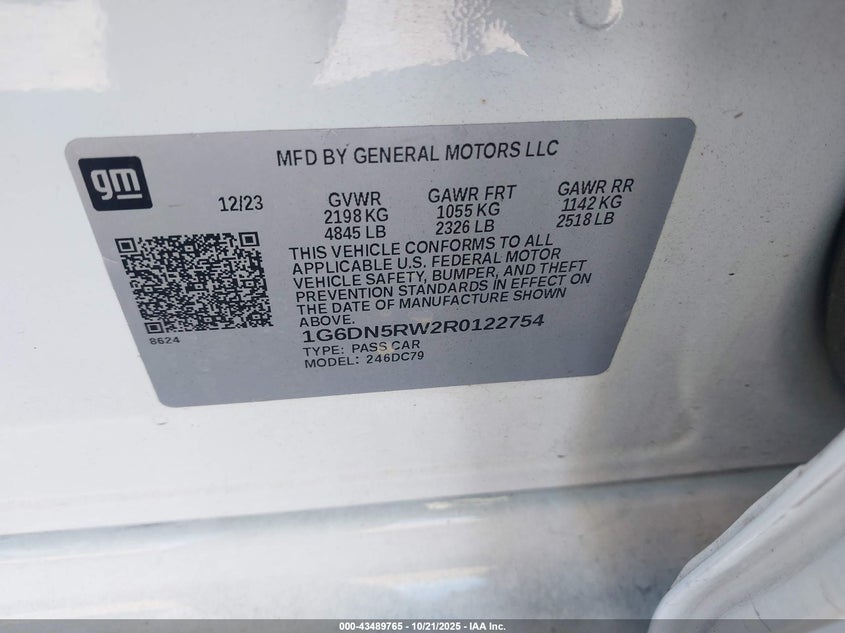 MFD BY GENERAL MOTORS LLC
gm
12/23
GVWR
2198 KG
4845 LB
GAWR FRT
1055 KG
2326 LB
GAWR RR
1142 KG
2518 LB
THIS VEHICLE CONFORMS TO ALL
APPLICABLE U.S. FEDERAL MOTOR
VEHICLE SAFETY, BUMPER, AND THEFT
PREVENTION STANDARDS IN EFFECT ON
THE DATE OF MANUFACTURE SHOWN
ABOVE.
8624
1G6DN5RW2R0122754
TYPE: PASS CAR
MODEL: 246DC79
000-43489765 - 10/21/2025 - IAA Inc.